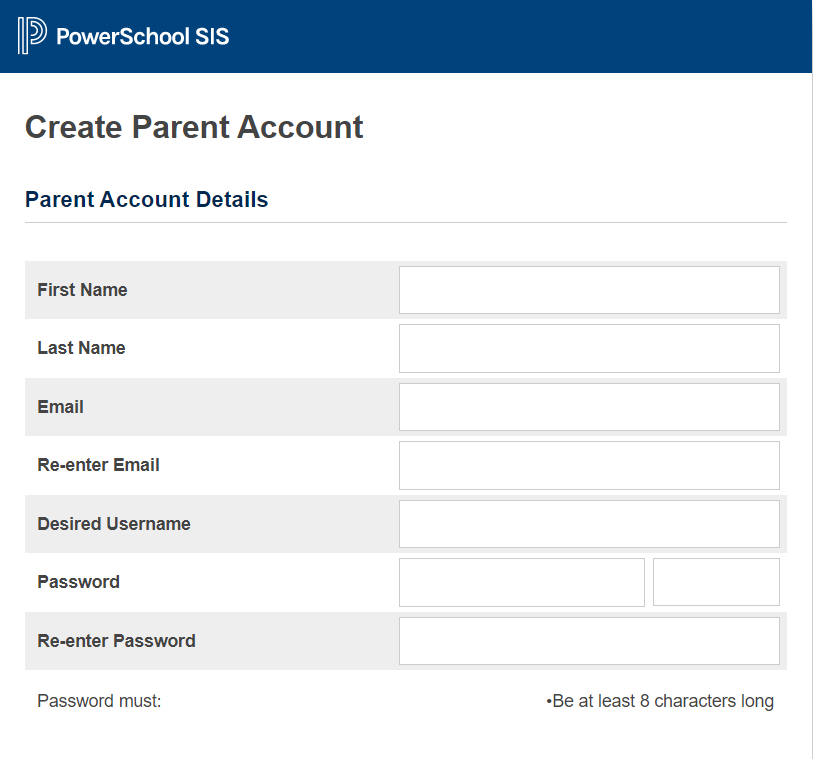 PowerSchool SIS
Create Parent Account
Parent Account Details
First Name
Last Name
Email
Re-enter Email
Desired Username
Password
Re-enter Password
Password must: •Be at least 8 characters long